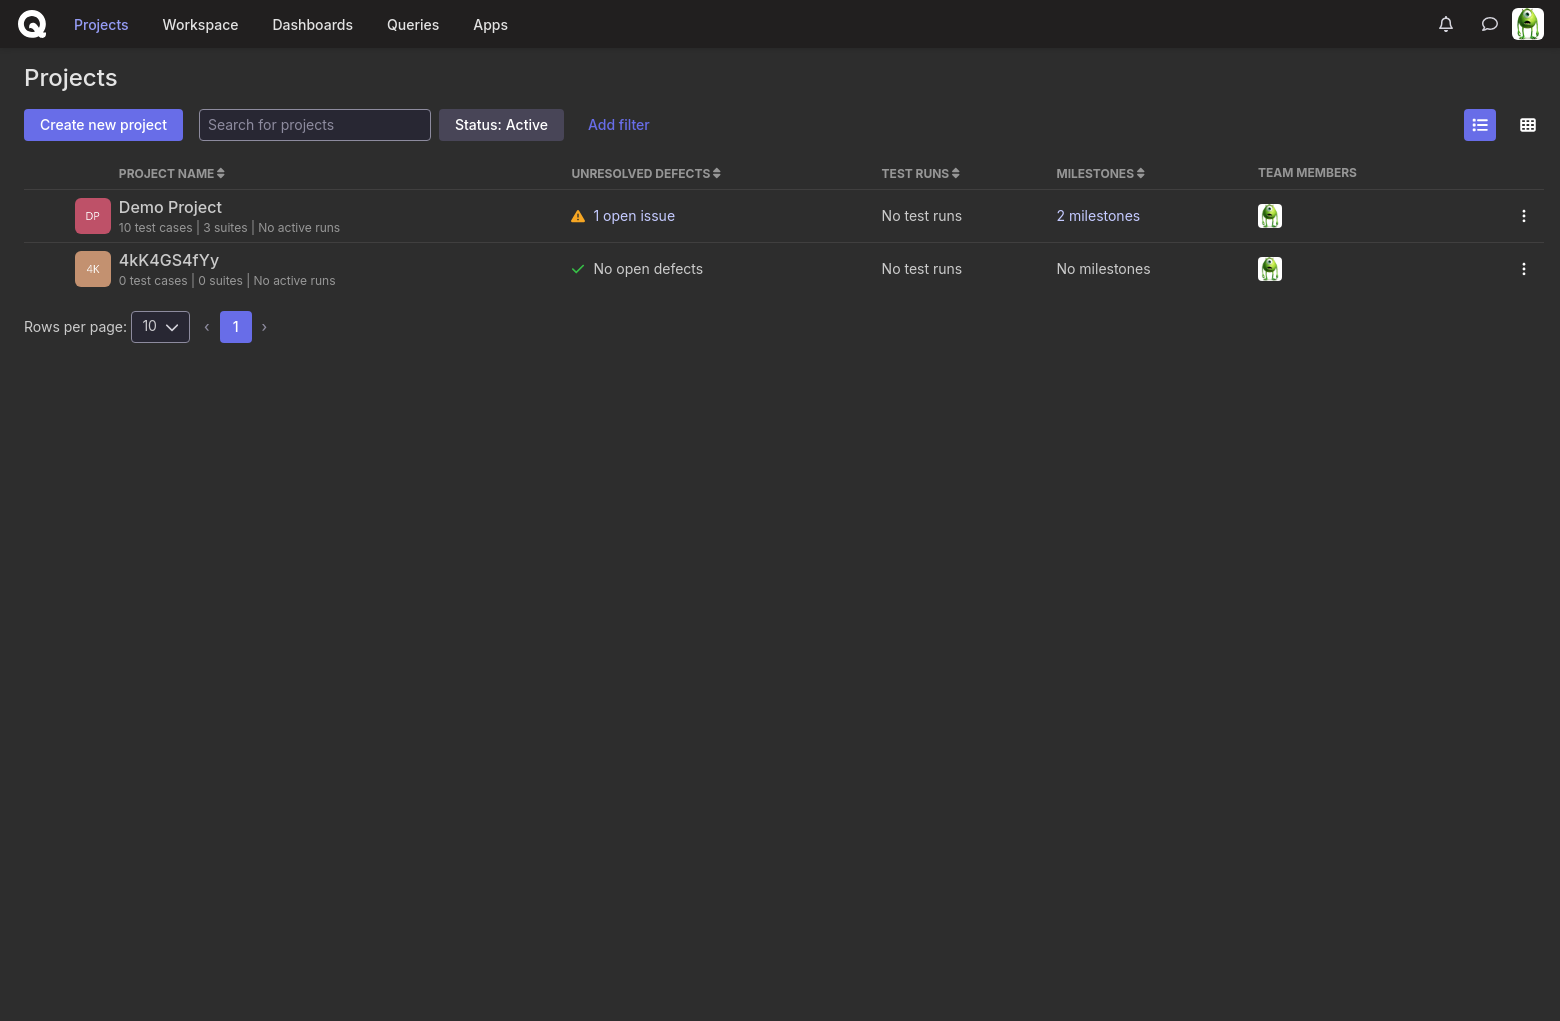 Projects Workspace Dashboards Queries Apps
Projects
Create new project Search for projects Status: Active Add filter
PROJECT NAME UNRESOLVED DEFECTS TEST RUNS MILESTONES TEAM MEMBERS
DP Demo Project 1 open issue No test runs 2 milestones
10 test cases | 3 suites | No active runs
4K 4kK4GS4fYy No open defects No test runs No milestones
0 test cases | 0 suites | No active runs
Rows per page: 10 ‹ 1 ›